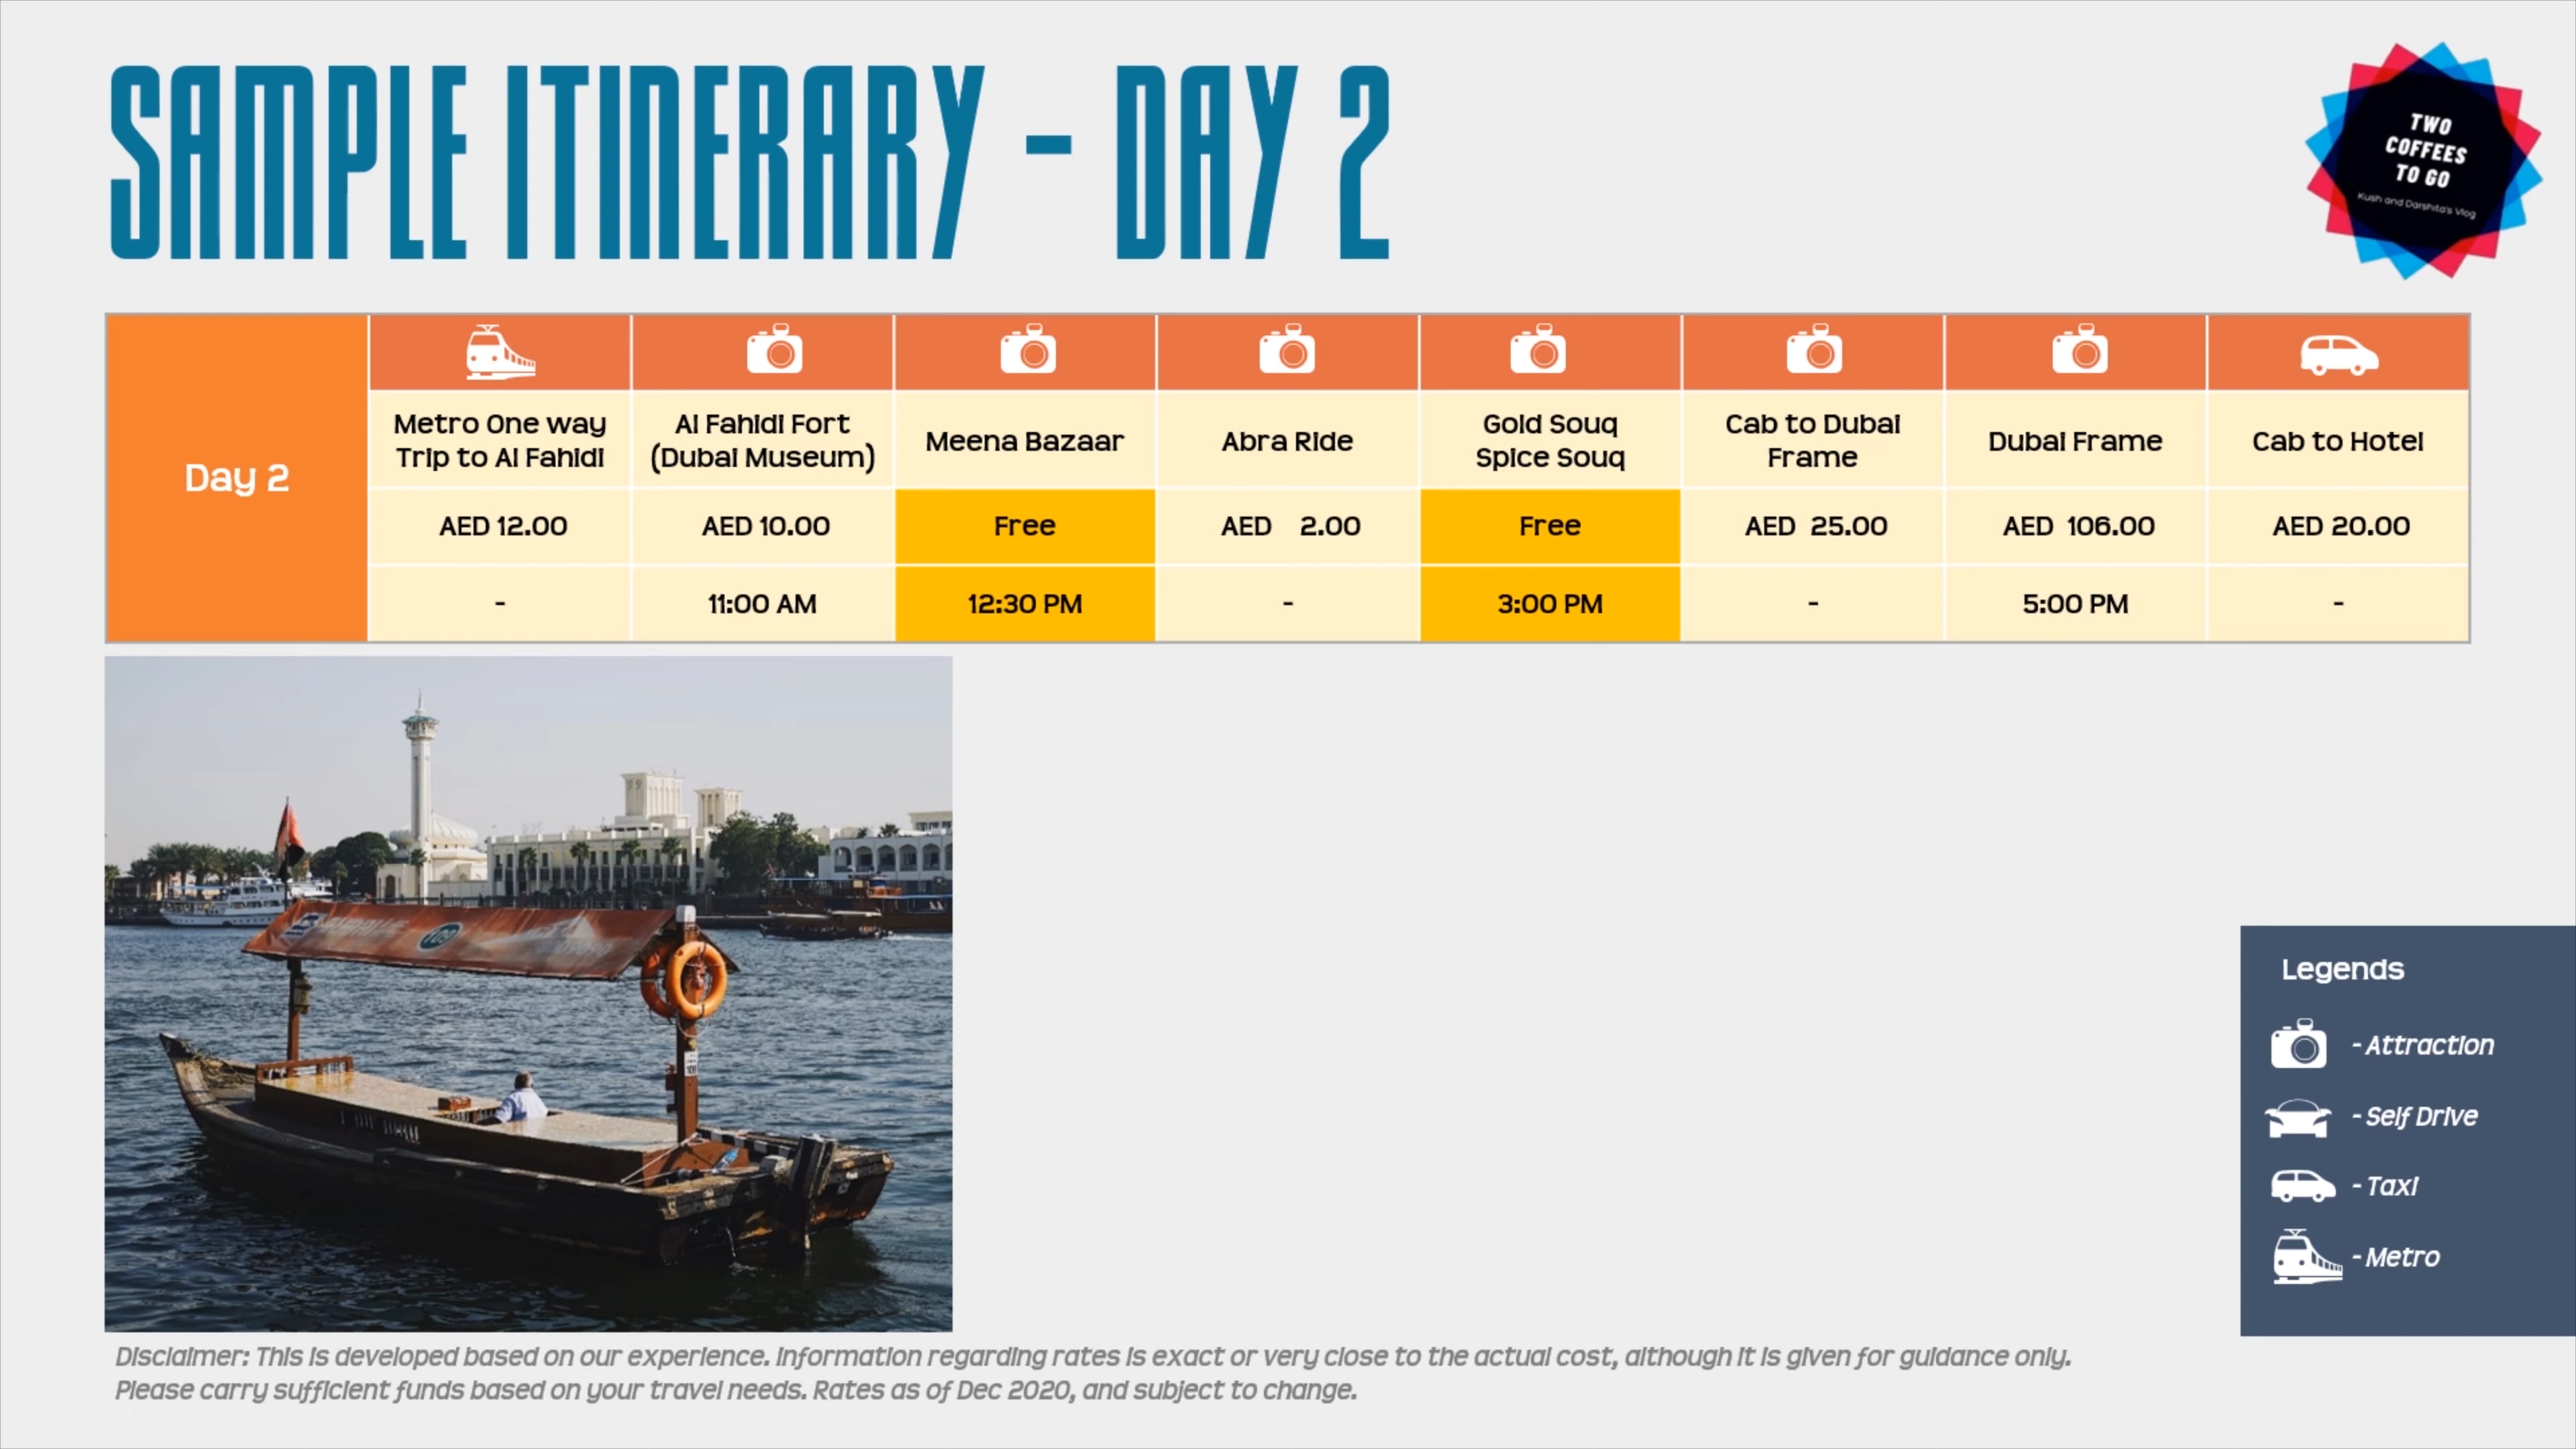 SAMPLE ITINERARY - DAY 2
TWO
COFFEES
TO GO
Kush and Darshita's Vlog
Day 2
Metro One way
Trip to Al Fahidi
Al Fahidi Fort
(Dubai Museum)
Meena Bazaar
Abra Ride
Gold Souq
Spice Souq
Cab to Dubai
Frame
Dubai Frame
Cab to Hotel
AED 12.00
AED 10.00
Free
AED 2.00
Free
AED 25.00
AED 106.00
AED 20.00
-
11:00 AM
12:30 PM
-
3:00 PM
-
5:00 PM
-
Legends
- Attraction
- Self Drive
- Taxi
- Metro
Disclaimer: This is developed based on our experience. Information regarding rates is exact or very close to the actual cost, although it is given for guidance only.
Please carry sufficient funds based on your travel needs. Rates as of Dec 2020, and subject to change.